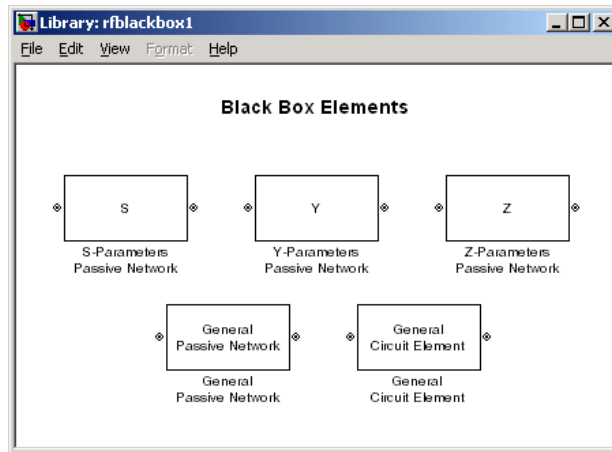 Library: rfblackbox1
File Edit View Format Help
Black Box Elements
S
Y
Z
S-Parameters
Passive Network
Y-Parameters
Passive Network
Z-Parameters
Passive Network
General
Passive Network
General
Circuit Element
General
Passive Network
General
Circuit Element